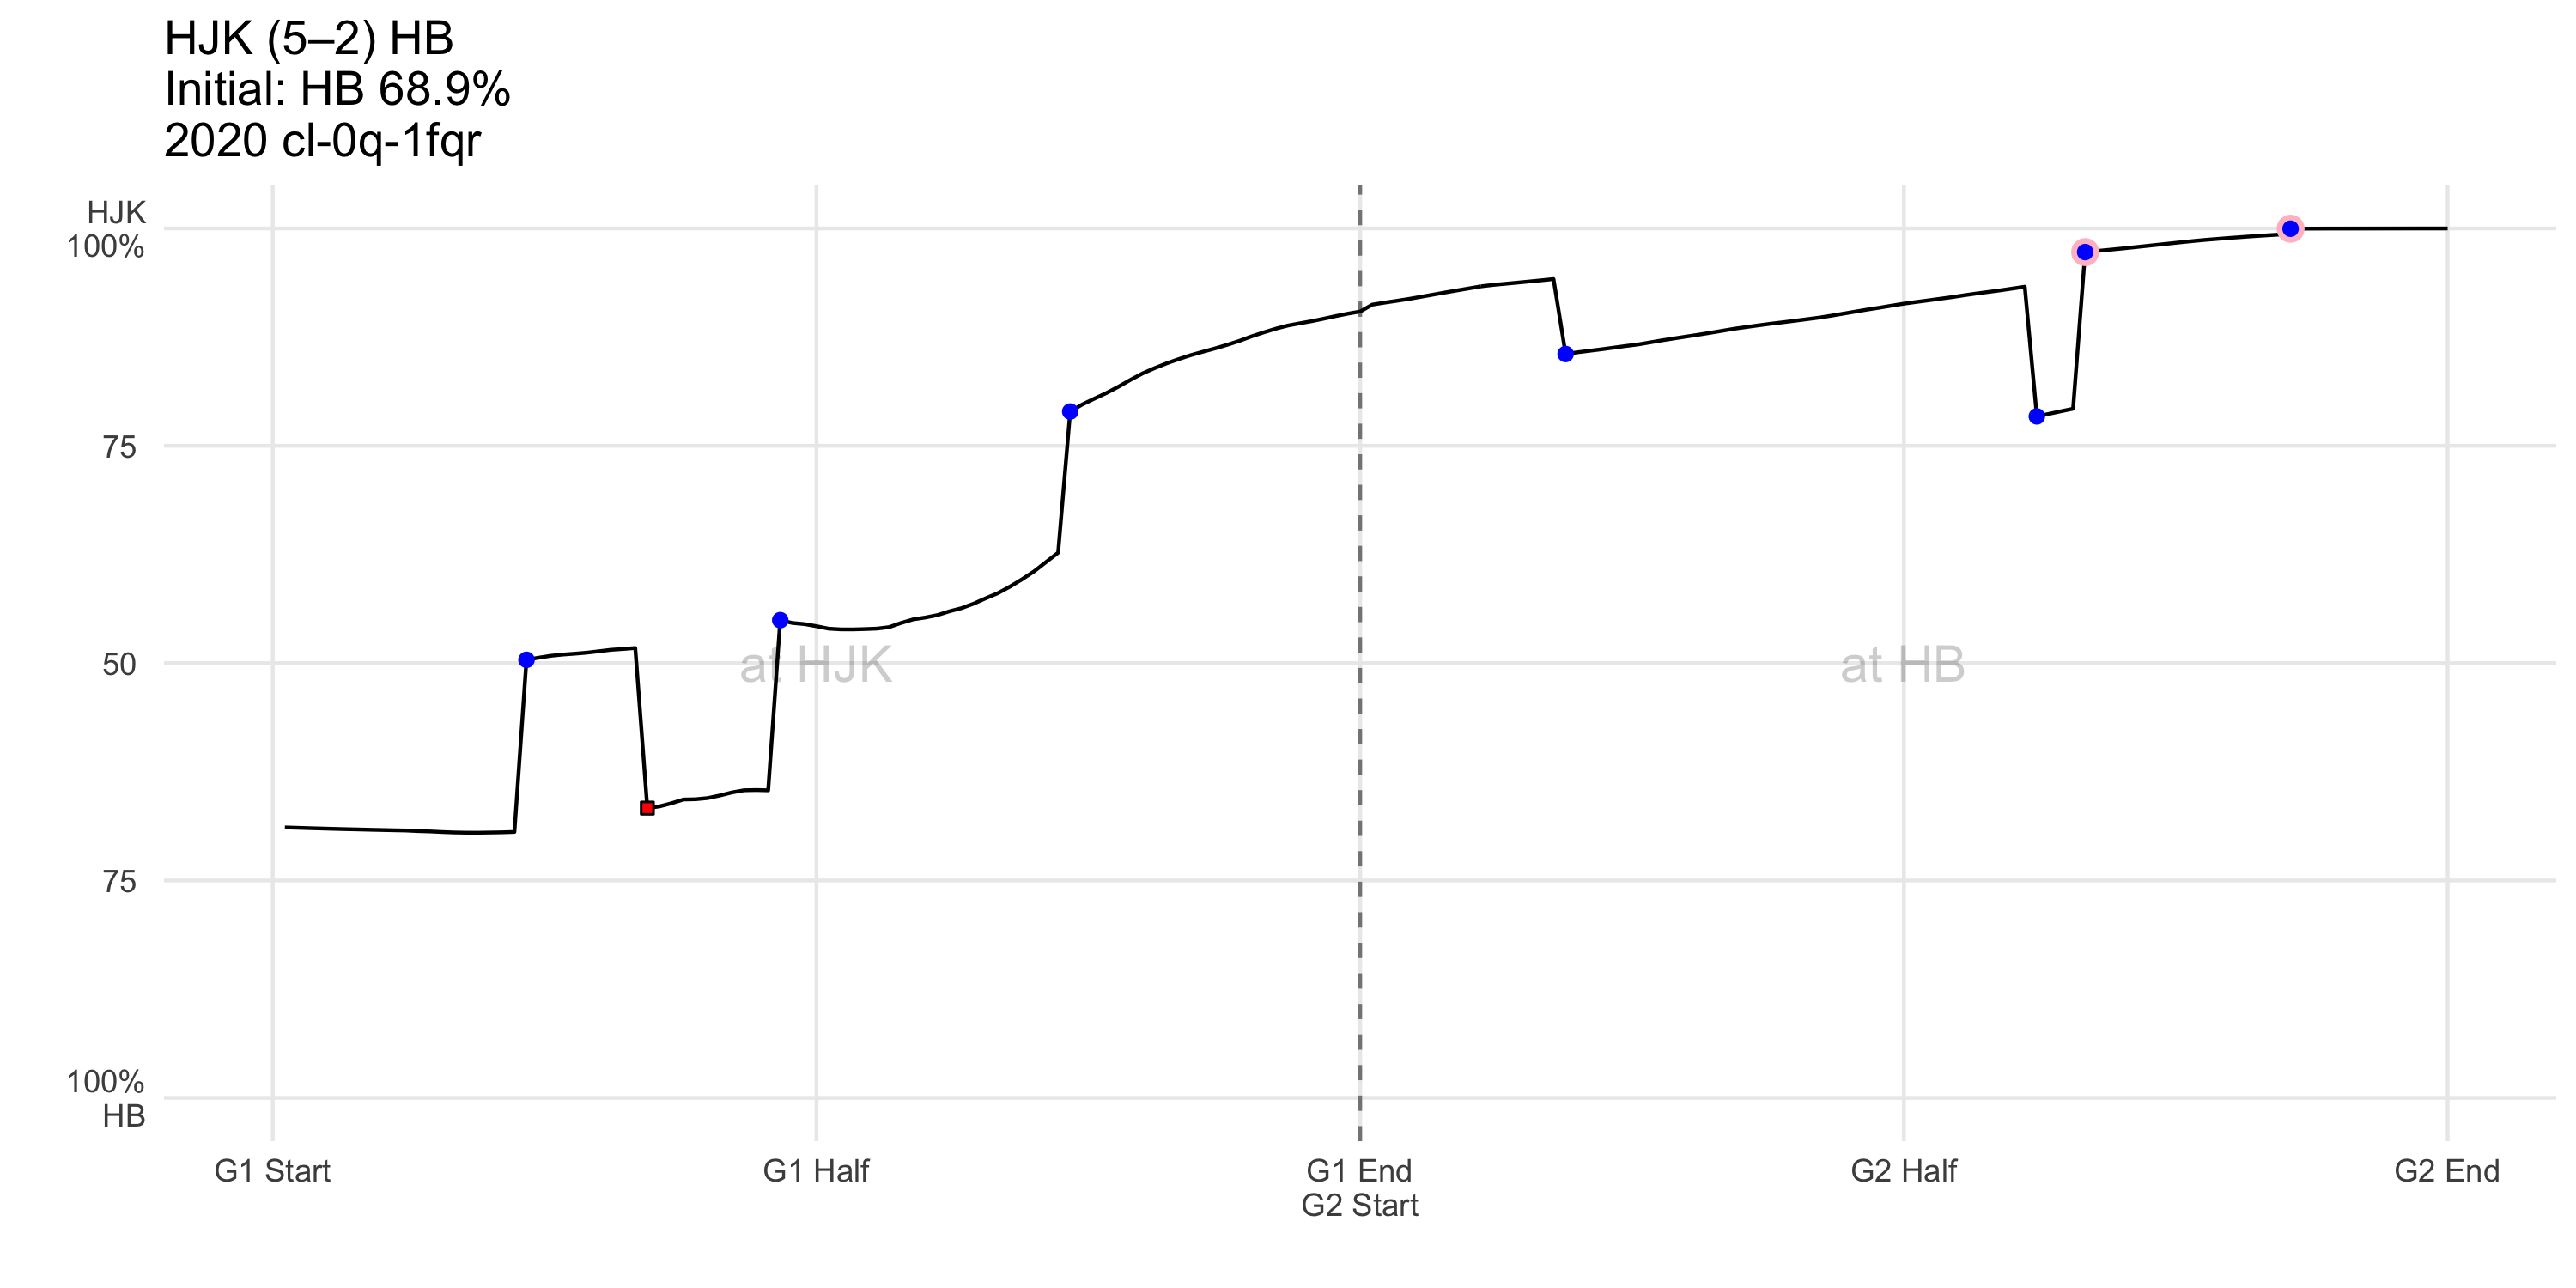 HJK (5–2) HB
Initial: HB 68.9%
2020 cl-0q-1fqr
HJK
100%
75
50
75
100%
HB
at HJK
at HB
G1 Start
G1 Half
G1 End
G2 Start
G2 Half
G2 End